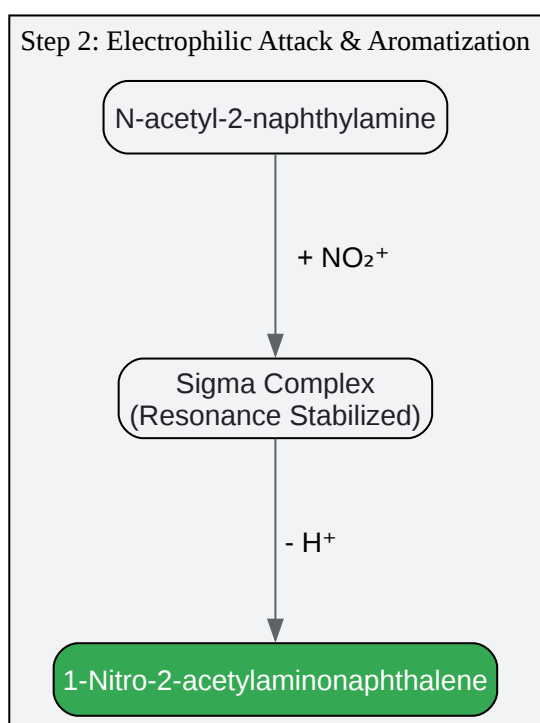 Step 2: Electrophilic Attack & Aromatization
N-acetyl-2-naphthylamine
+ NO₂⁺
Sigma Complex
(Resonance Stabilized)
- H⁺
1-Nitro-2-acetylaminonaphthalene